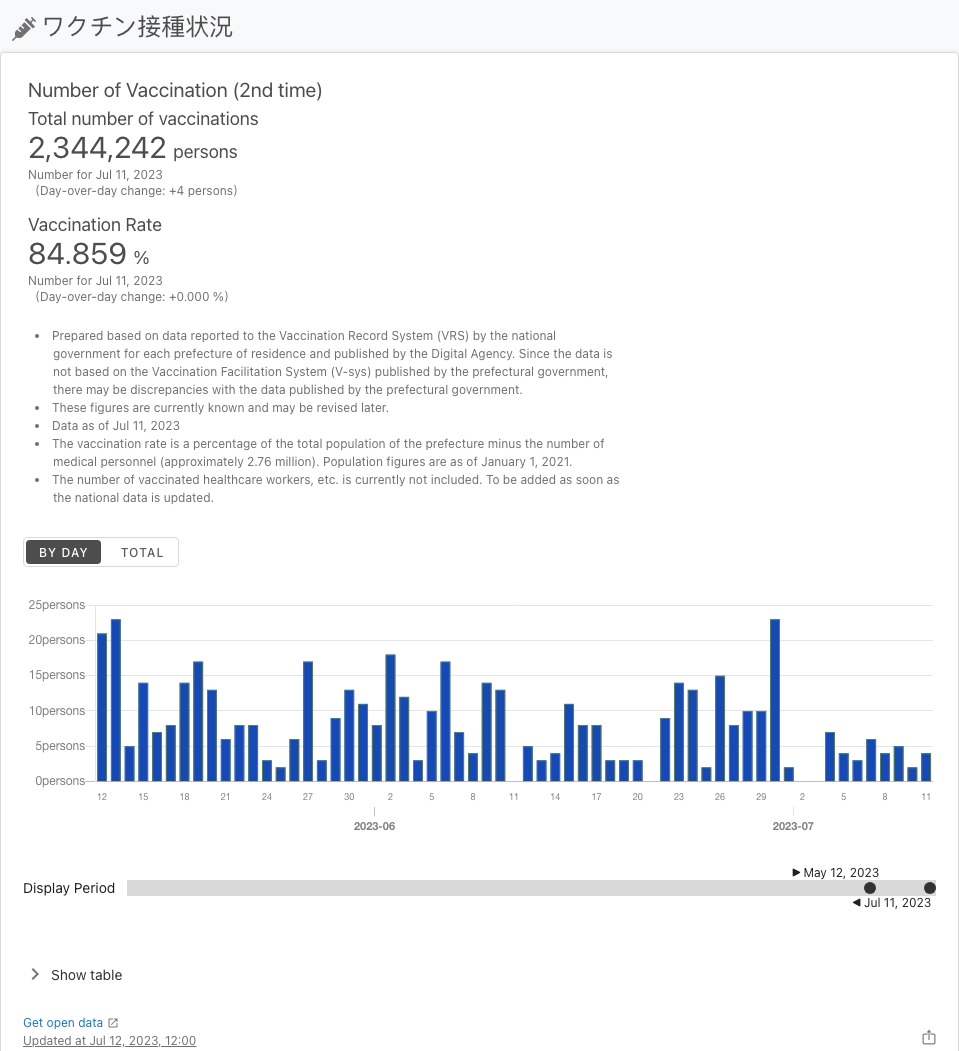 ワクチン接種状況
Number of Vaccination (2nd time)
Total number of vaccinations
2,344,242 persons
Number for Jul 11, 2023
(Day-over-day change: +4 persons)
Vaccination Rate
84.859 %
Number for Jul 11, 2023
(Day-over-day change: +0.000 %)
• Prepared based on data reported to the Vaccination Record System (VRS) by the national
government for each prefecture of residence and published by the Digital Agency. Since the data is
not based on the Vaccination Facilitation System (V-sys) published by the prefectural government,
there may be discrepancies with the data published by the prefectural government.
• These figures are currently known and may be revised later.
• Data as of Jul 11, 2023
• The vaccination rate is a percentage of the total population of the prefecture minus the number of
medical personnel (approximately 2.76 million). Population figures are as of January 1, 2021.
• The number of vaccinated healthcare workers, etc. is currently not included. To be added as soon as
the national data is updated.
BY DAY TOTAL
25persons
20persons
15persons
10persons
5persons
0persons
12 15 18 21 24 27 30 2 5 8 11 14 17 20 23 26 29 2 5 8 11
2023-06 2023-07
▶ May 12, 2023
Display Period
◀ Jul 11, 2023
Show table
Get open data
Updated at Jul 12, 2023, 12:00